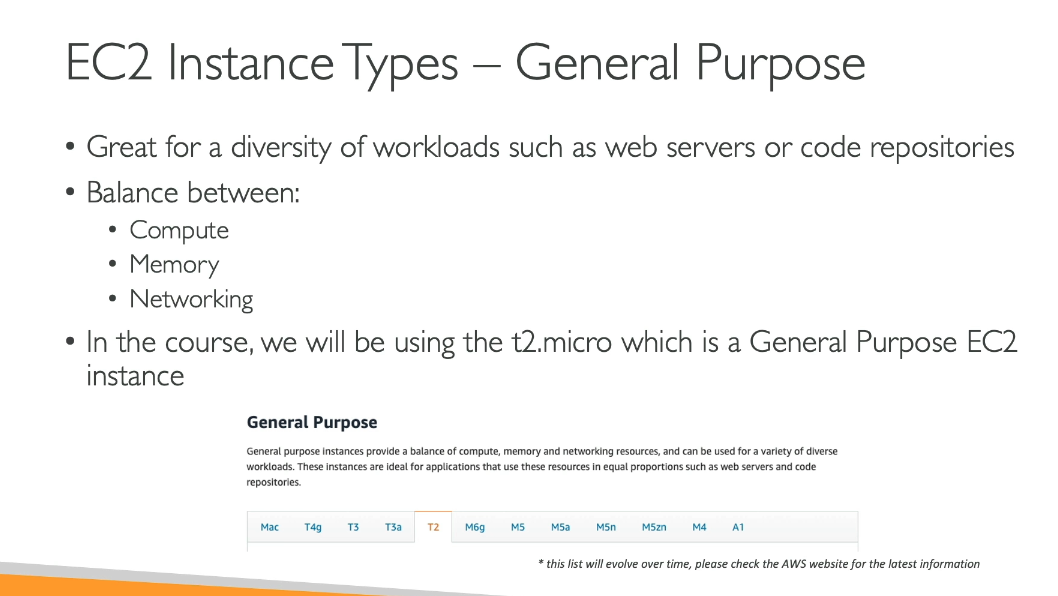 EC2 Instance Types – General Purpose
• Great for a diversity of workloads such as web servers or code repositories
• Balance between:
• Compute
• Memory
• Networking
• In the course, we will be using the t2.micro which is a General Purpose EC2
instance
General Purpose
General purpose instances provide a balance of compute, memory and networking resources, and can be used for a variety of diverse
workloads. These instances are ideal for applications that use these resources in equal proportions such as web servers and code
repositories.
Mac T4g T3 T3a T2 M6g M5 M5a M5n M5zn M4 A1
* this list will evolve over time, please check the AWS website for the latest information